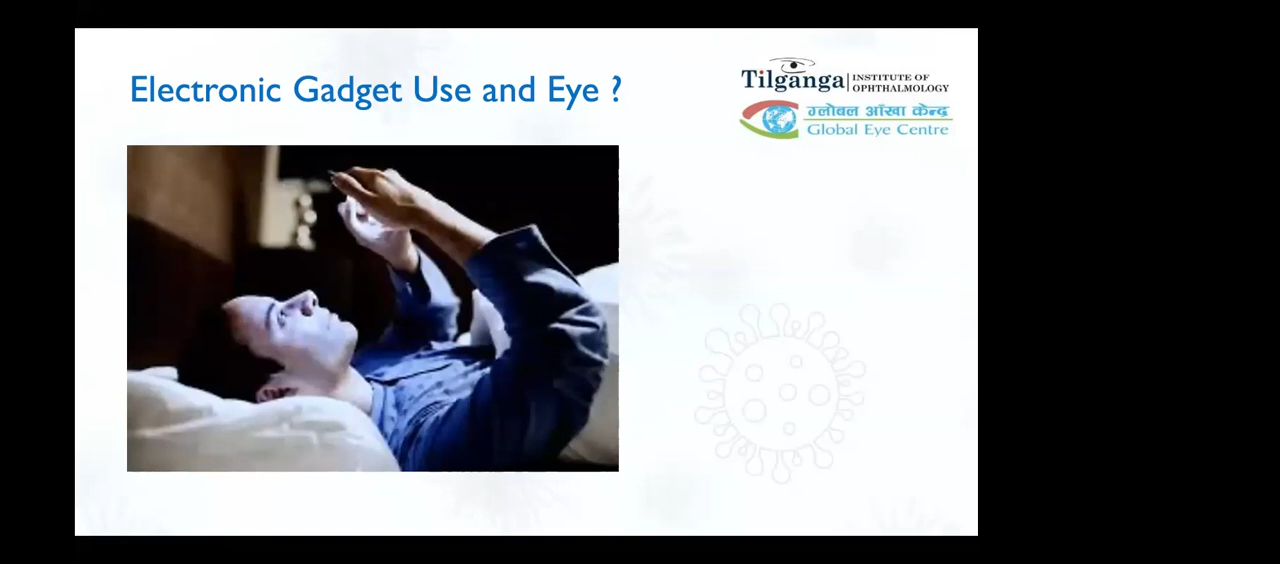 Electronic Gadget Use and Eye ?
Tilganga INSTITUTE OF
OPHTHALMOLOGY
ग्लोबल आँखा केन्द्र
Global Eye Centre